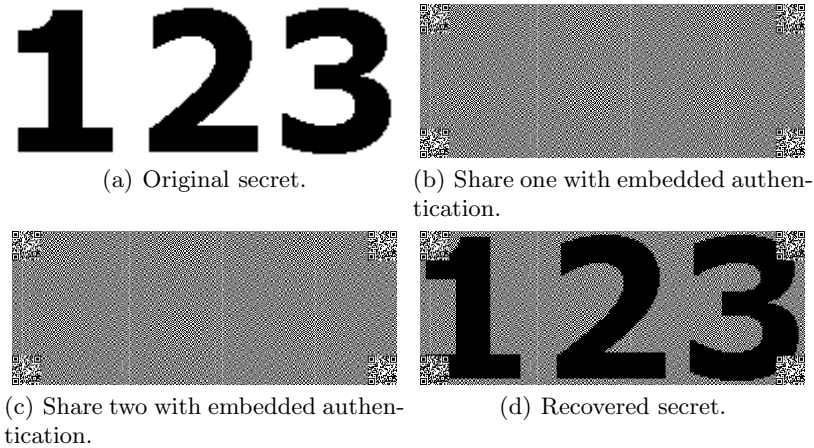 123
(a) Original secret.
(b) Share one with embedded authen-
tication.
(c) Share two with embedded authen-
tication.
123
(d) Recovered secret.